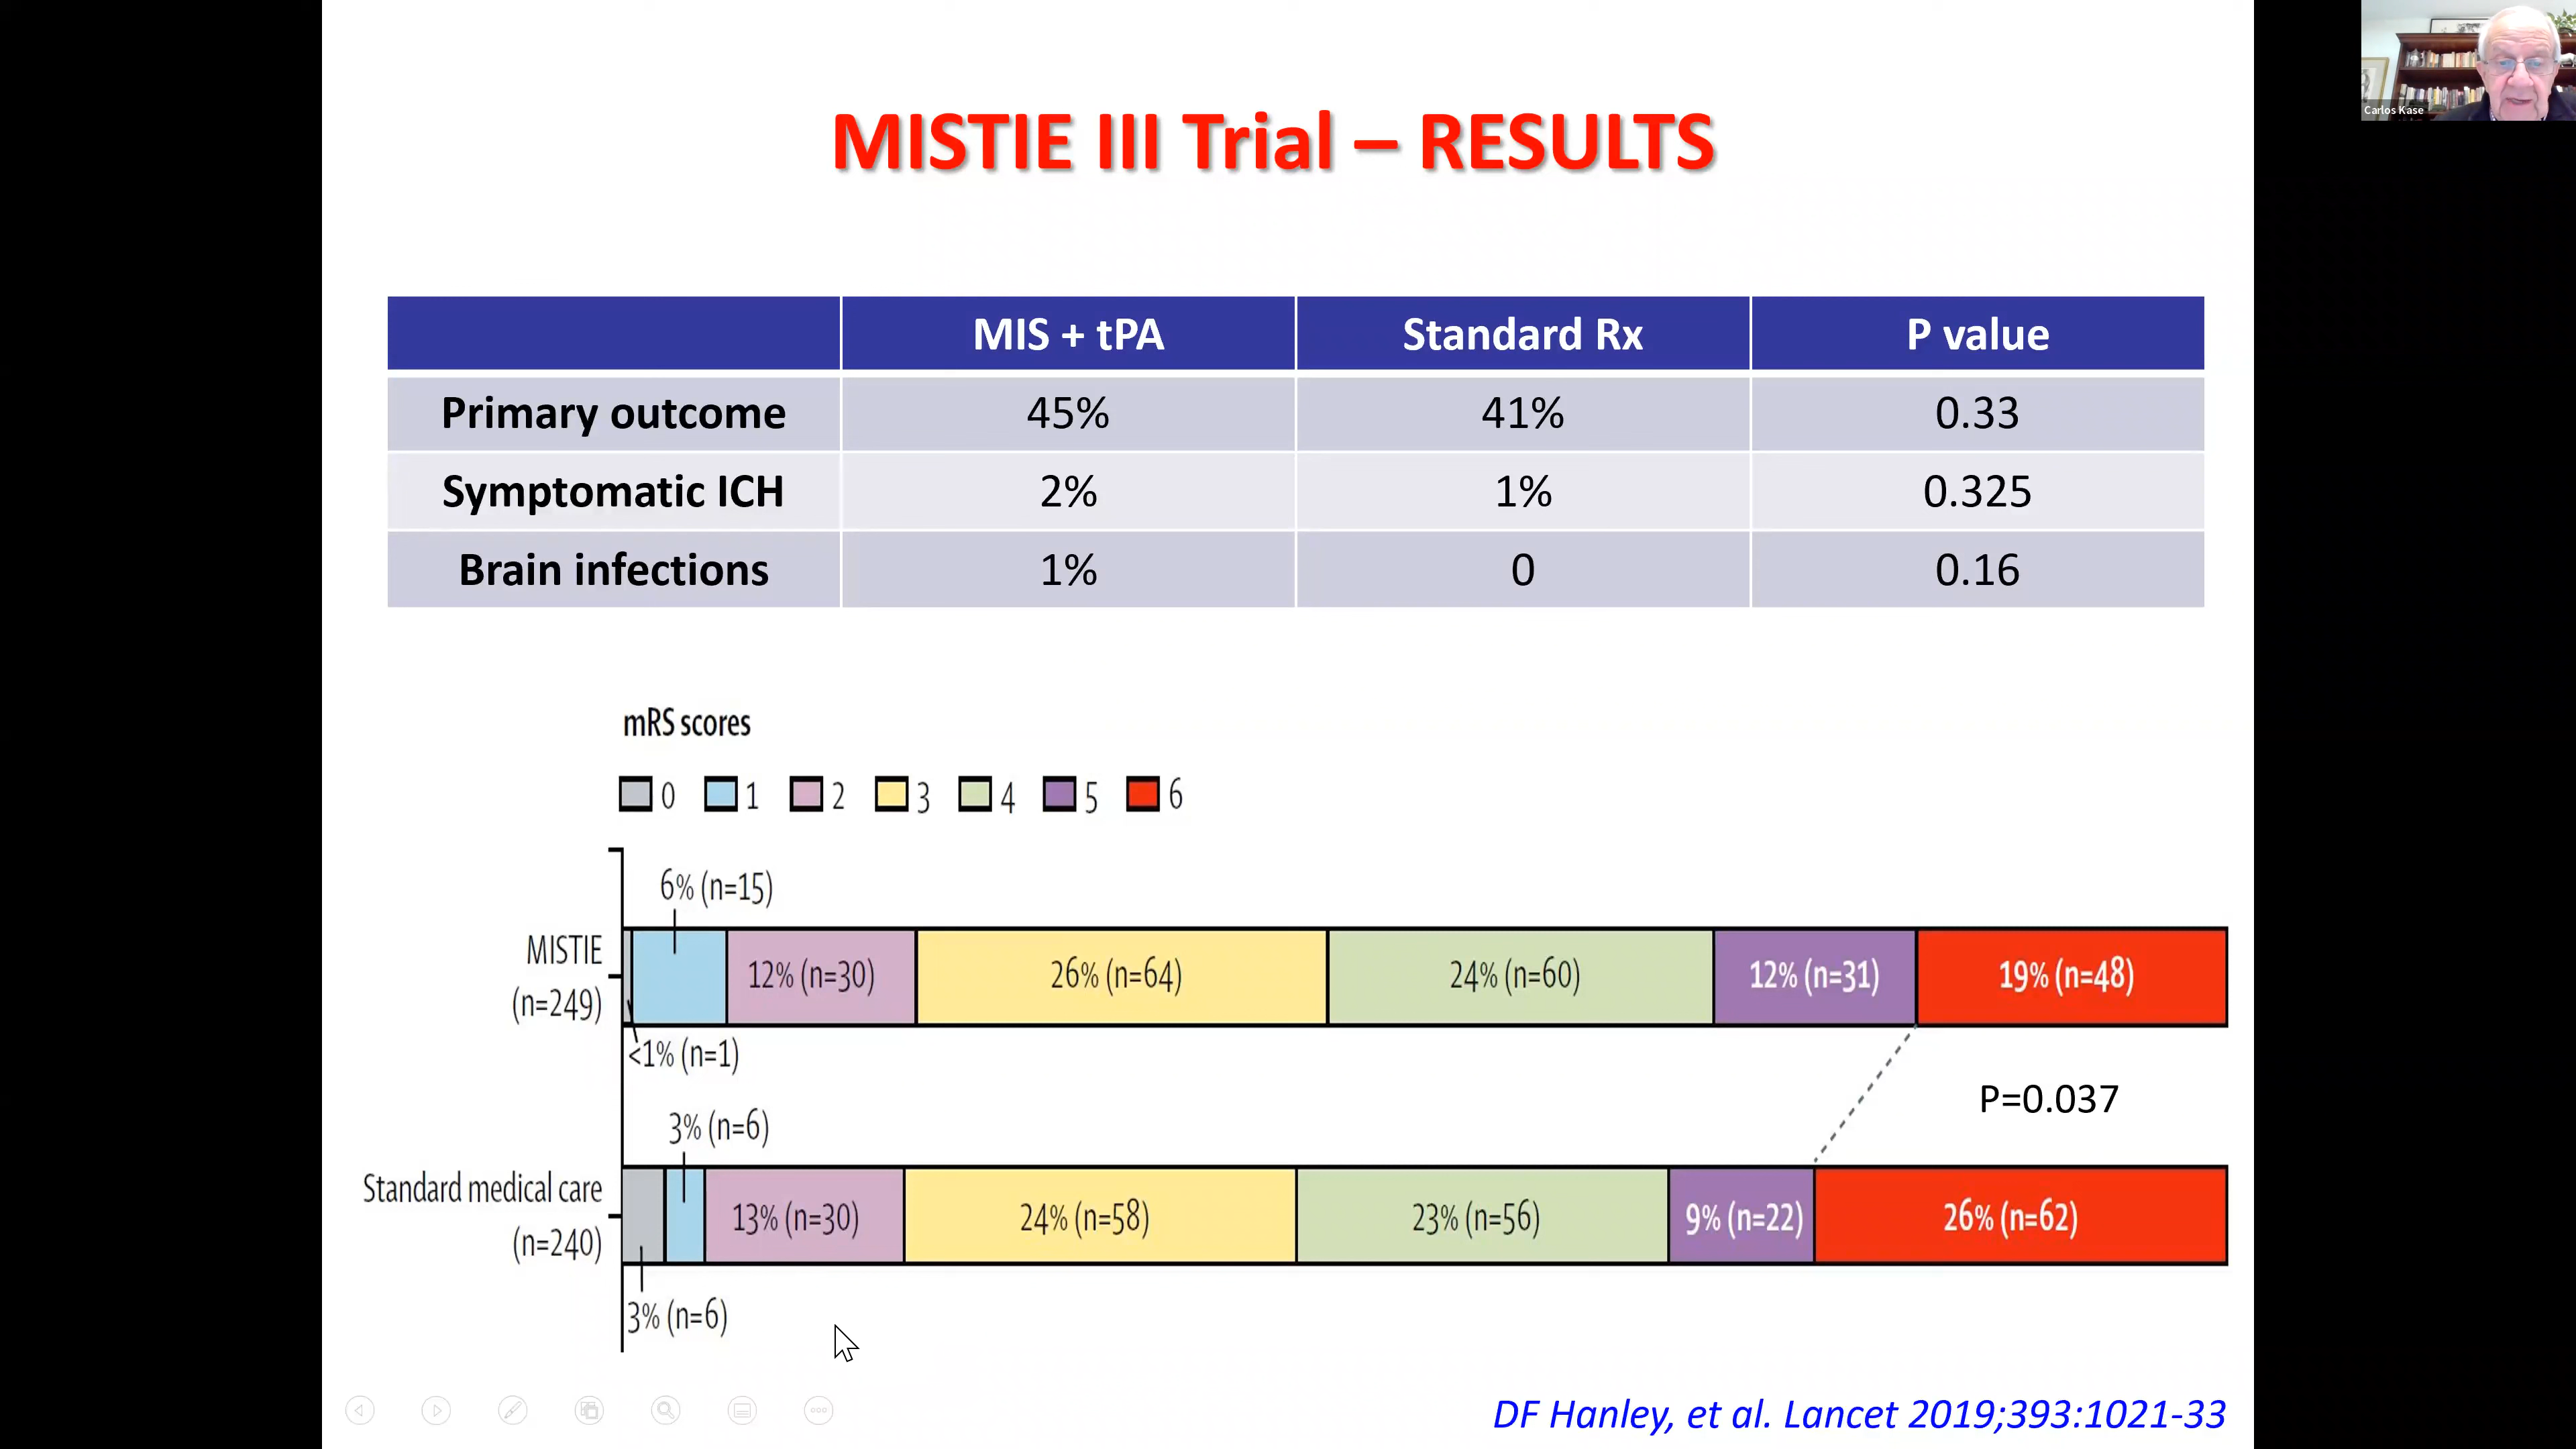 Carlos Kase
MISTIE III Trial – RESULTS
MIS + tPA Standard Rx P value
Primary outcome 45% 41% 0.33
Symptomatic ICH 2% 1% 0.325
Brain infections 1% 0 0.16
mRS scores
0 1 2 3 4 5 6
6% (n=15)
MISTIE
(n=249)
12% (n=30) 26% (n=64) 24% (n=60) 12% (n=31) 19% (n=48)
<1% (n=1)
P=0.037
3% (n=6)
Standard medical care
(n=240)
13% (n=30) 24% (n=58) 23% (n=56) 9% (n=22) 26% (n=62)
3% (n=6)
DF Hanley, et al. Lancet 2019;393:1021-33